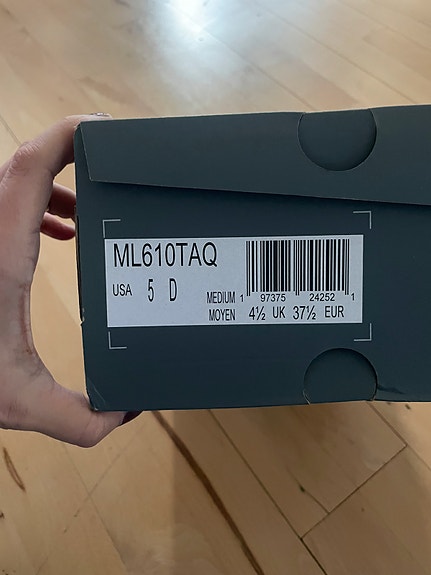 ML610TAQ
USA 5 D MEDIUM 1 97375 24252 1
MOYEN 4½ UK 37½ EUR